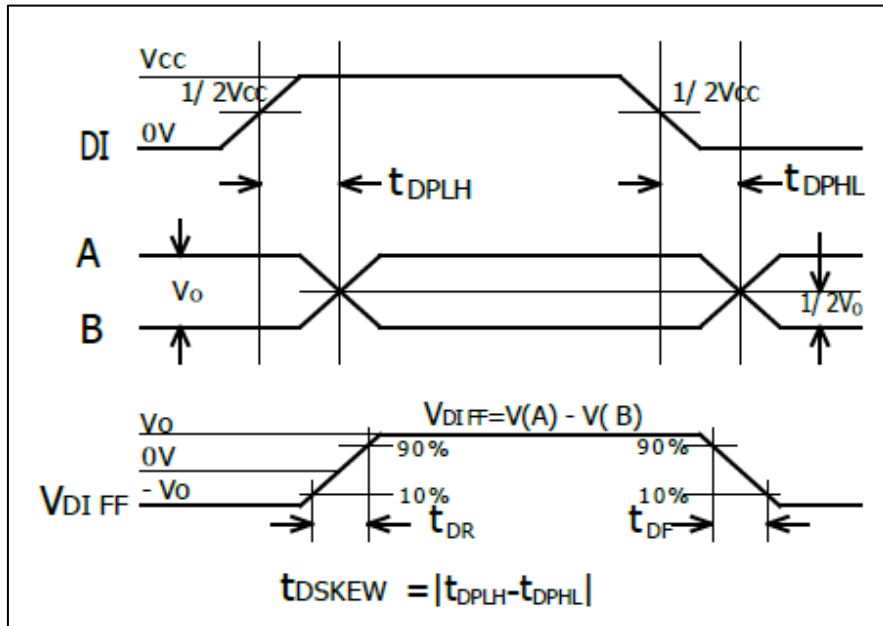 Vcc
1/2Vcc 1/2Vcc
0V
DI
tDPLH tDPHL
A
Vo
1/2Vo
B
VDIFF=V(A) - V(B)
Vo
90% 90%
0V
- Vo
10% 10%
VDIFF
tDR tDF
tDSKEW =|tDPLH-tDPHL|